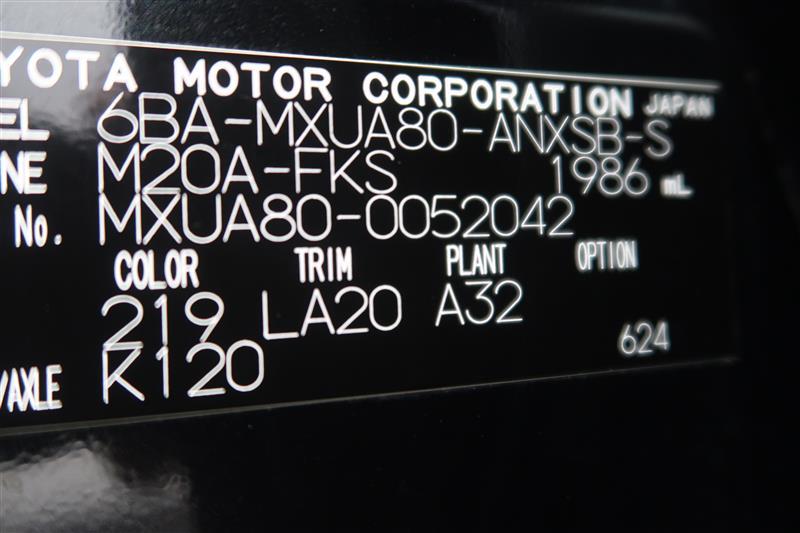 YOTA MOTOR CORPORATION JAPAN
EL 6BA-MXUA80-ANXSB-S
NE M20A-FKS 1986 mL
No. MXUA80-0052042
COLOR TRIM PLANT OPTION
219 LA20 A32
624
/AXLE K120